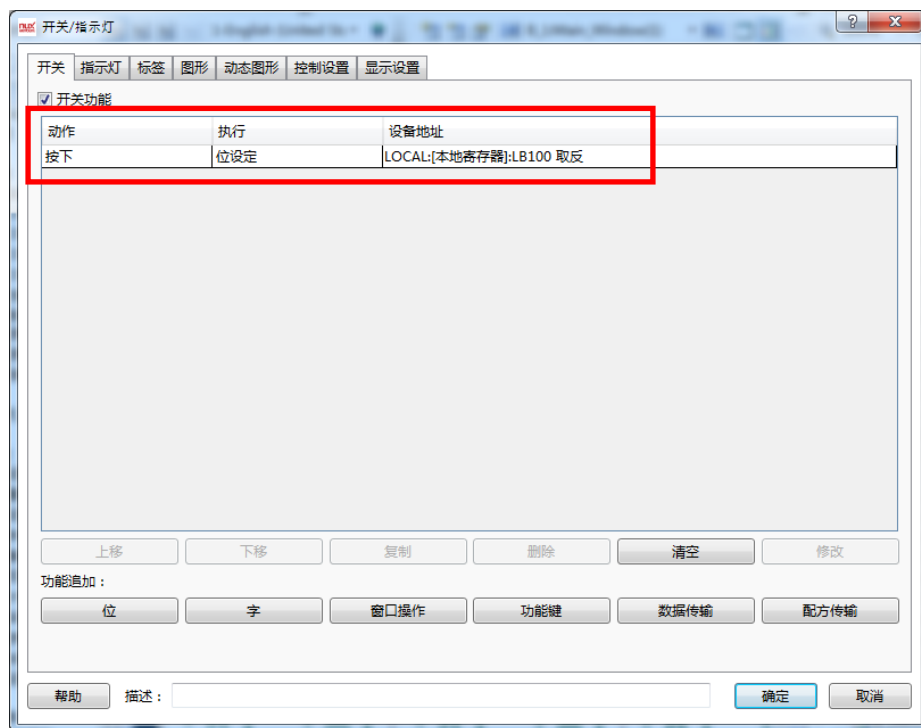 开关/指示灯
开关 指示灯 标签 图形 动态图形 控制设置 显示设置
开关功能
动作 执行 设备地址
按下 位设定 LOCAL:[本地寄存器]:LB100 取反
上移 下移 复制 删除 清空 修改
功能追加：
位 字 窗口操作 功能键 数据传输 配方传输
帮助 描述： 确定 取消